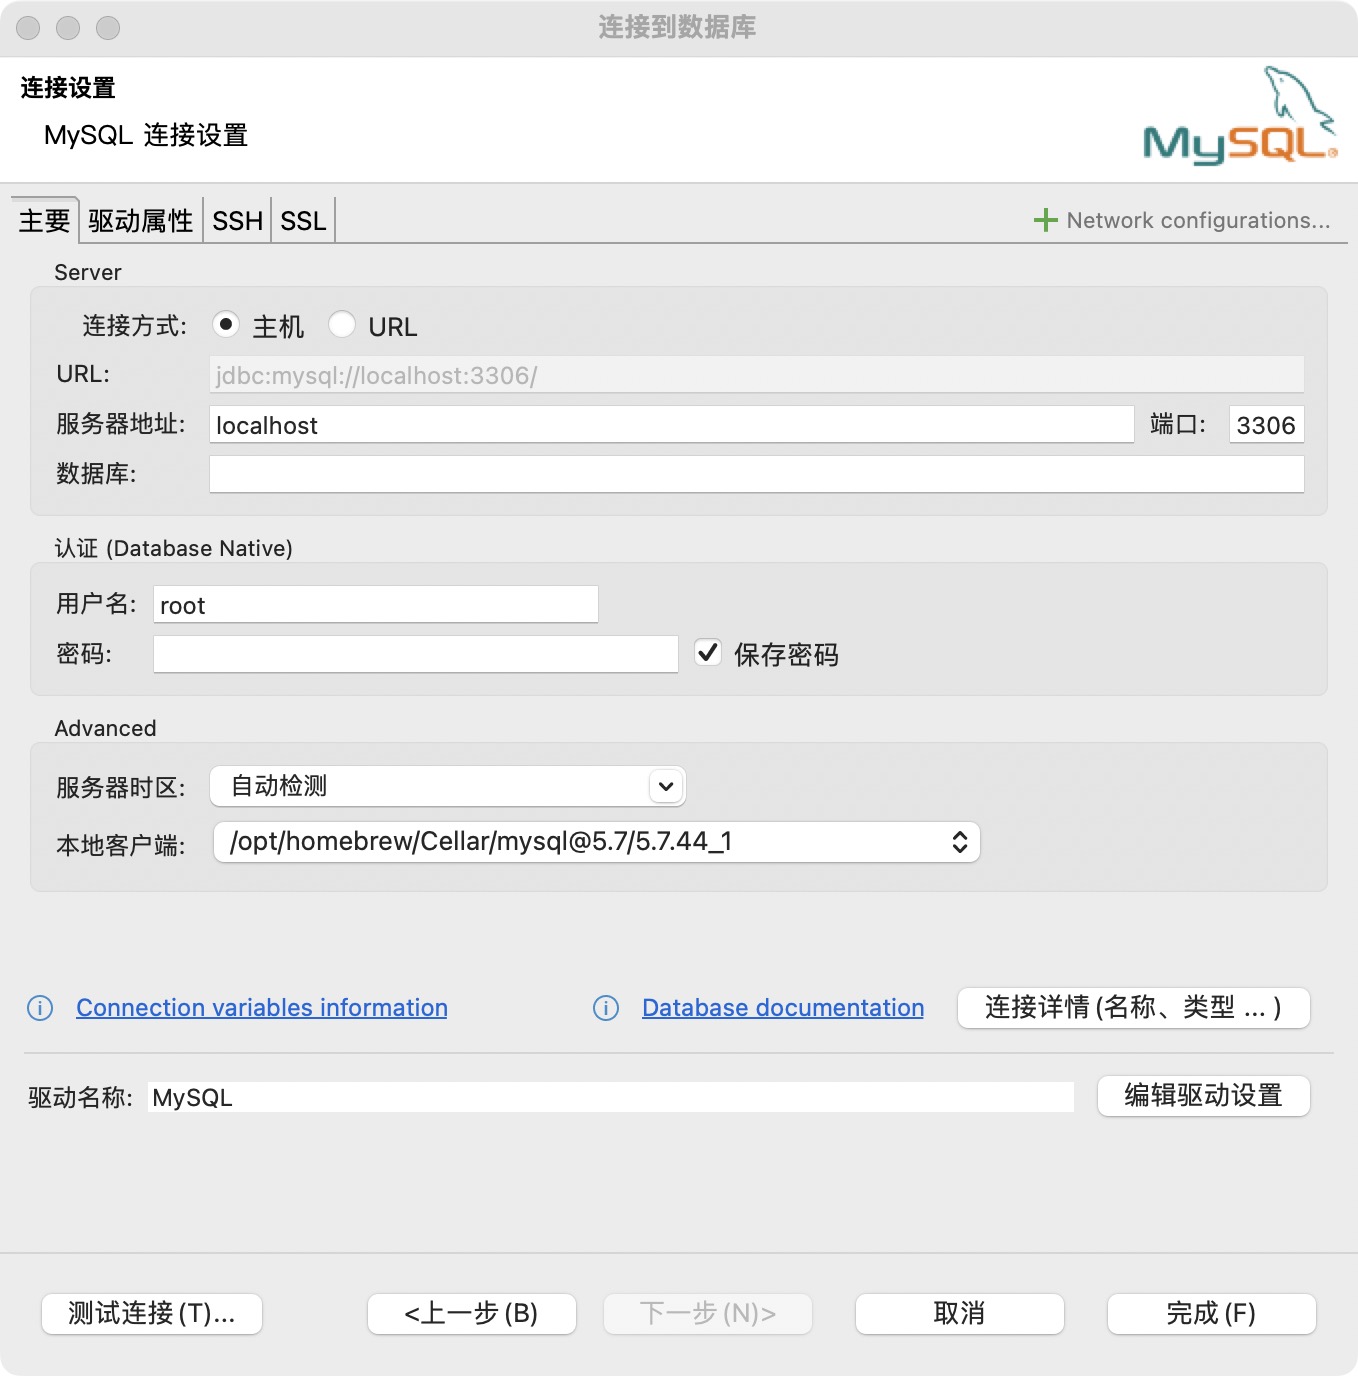 连接到数据库
连接设置
MySQL 连接设置
MySQL®
主要 驱动属性 SSH SSL Network configurations...
Server
连接方式: 主机 URL
URL: jdbc:mysql://localhost:3306/
服务器地址: localhost 端口: 3306
数据库:
认证 (Database Native)
用户名: root
密码: 保存密码
Advanced
服务器时区: 自动检测
本地客户端: /opt/homebrew/Cellar/mysql@5.7/5.7.44_1
Connection variables information Database documentation 连接详情(名称、类型 ... )
驱动名称: MySQL 编辑驱动设置
测试连接(T)... <上一步(B) 下一步(N)> 取消 完成(F)